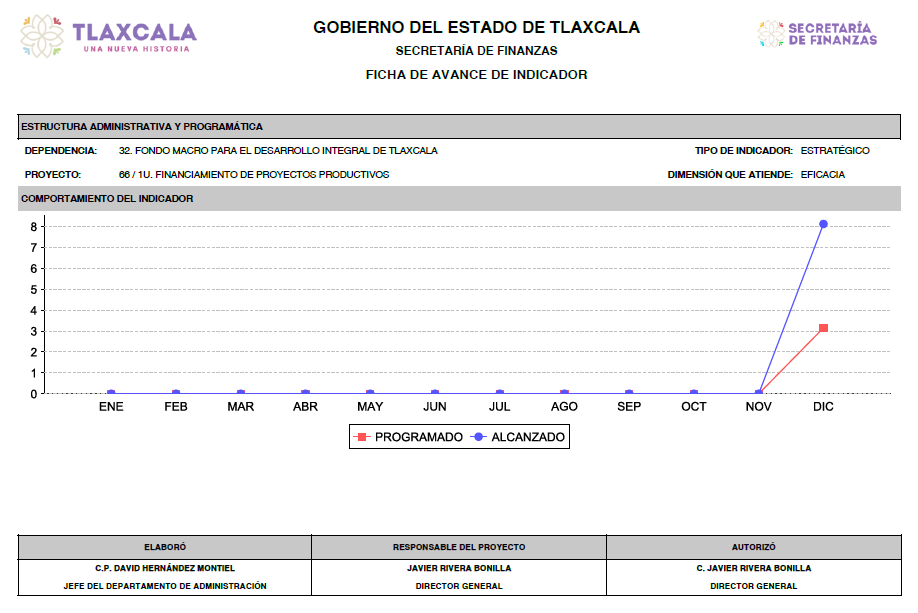 TLAXCALA
UNA NUEVA HISTORIA
GOBIERNO DEL ESTADO DE TLAXCALA
SECRETARÍA DE FINANZAS
FICHA DE AVANCE DE INDICADOR
SECRETARÍA
DE FINANZAS
ESTRUCTURA ADMINISTRATIVA Y PROGRAMÁTICA
DEPENDENCIA: 32. FONDO MACRO PARA EL DESARROLLO INTEGRAL DE TLAXCALA TIPO DE INDICADOR: ESTRATÉGICO
PROYECTO: 66 / 1U. FINANCIAMIENTO DE PROYECTOS PRODUCTIVOS DIMENSIÓN QUE ATIENDE: EFICACIA
COMPORTAMIENTO DEL INDICADOR
8
7
6
5
4
3
2
1
0
ENE FEB MAR ABR MAY JUN JUL AGO SEP OCT NOV DIC
PROGRAMADO ALCANZADO
ELABORÓ RESPONSABLE DEL PROYECTO AUTORIZÓ
C.P. DAVID HERNÁNDEZ MONTIEL JAVIER RIVERA BONILLA C. JAVIER RIVERA BONILLA
JEFE DEL DEPARTAMENTO DE ADMINISTRACIÓN DIRECTOR GENERAL DIRECTOR GENERAL